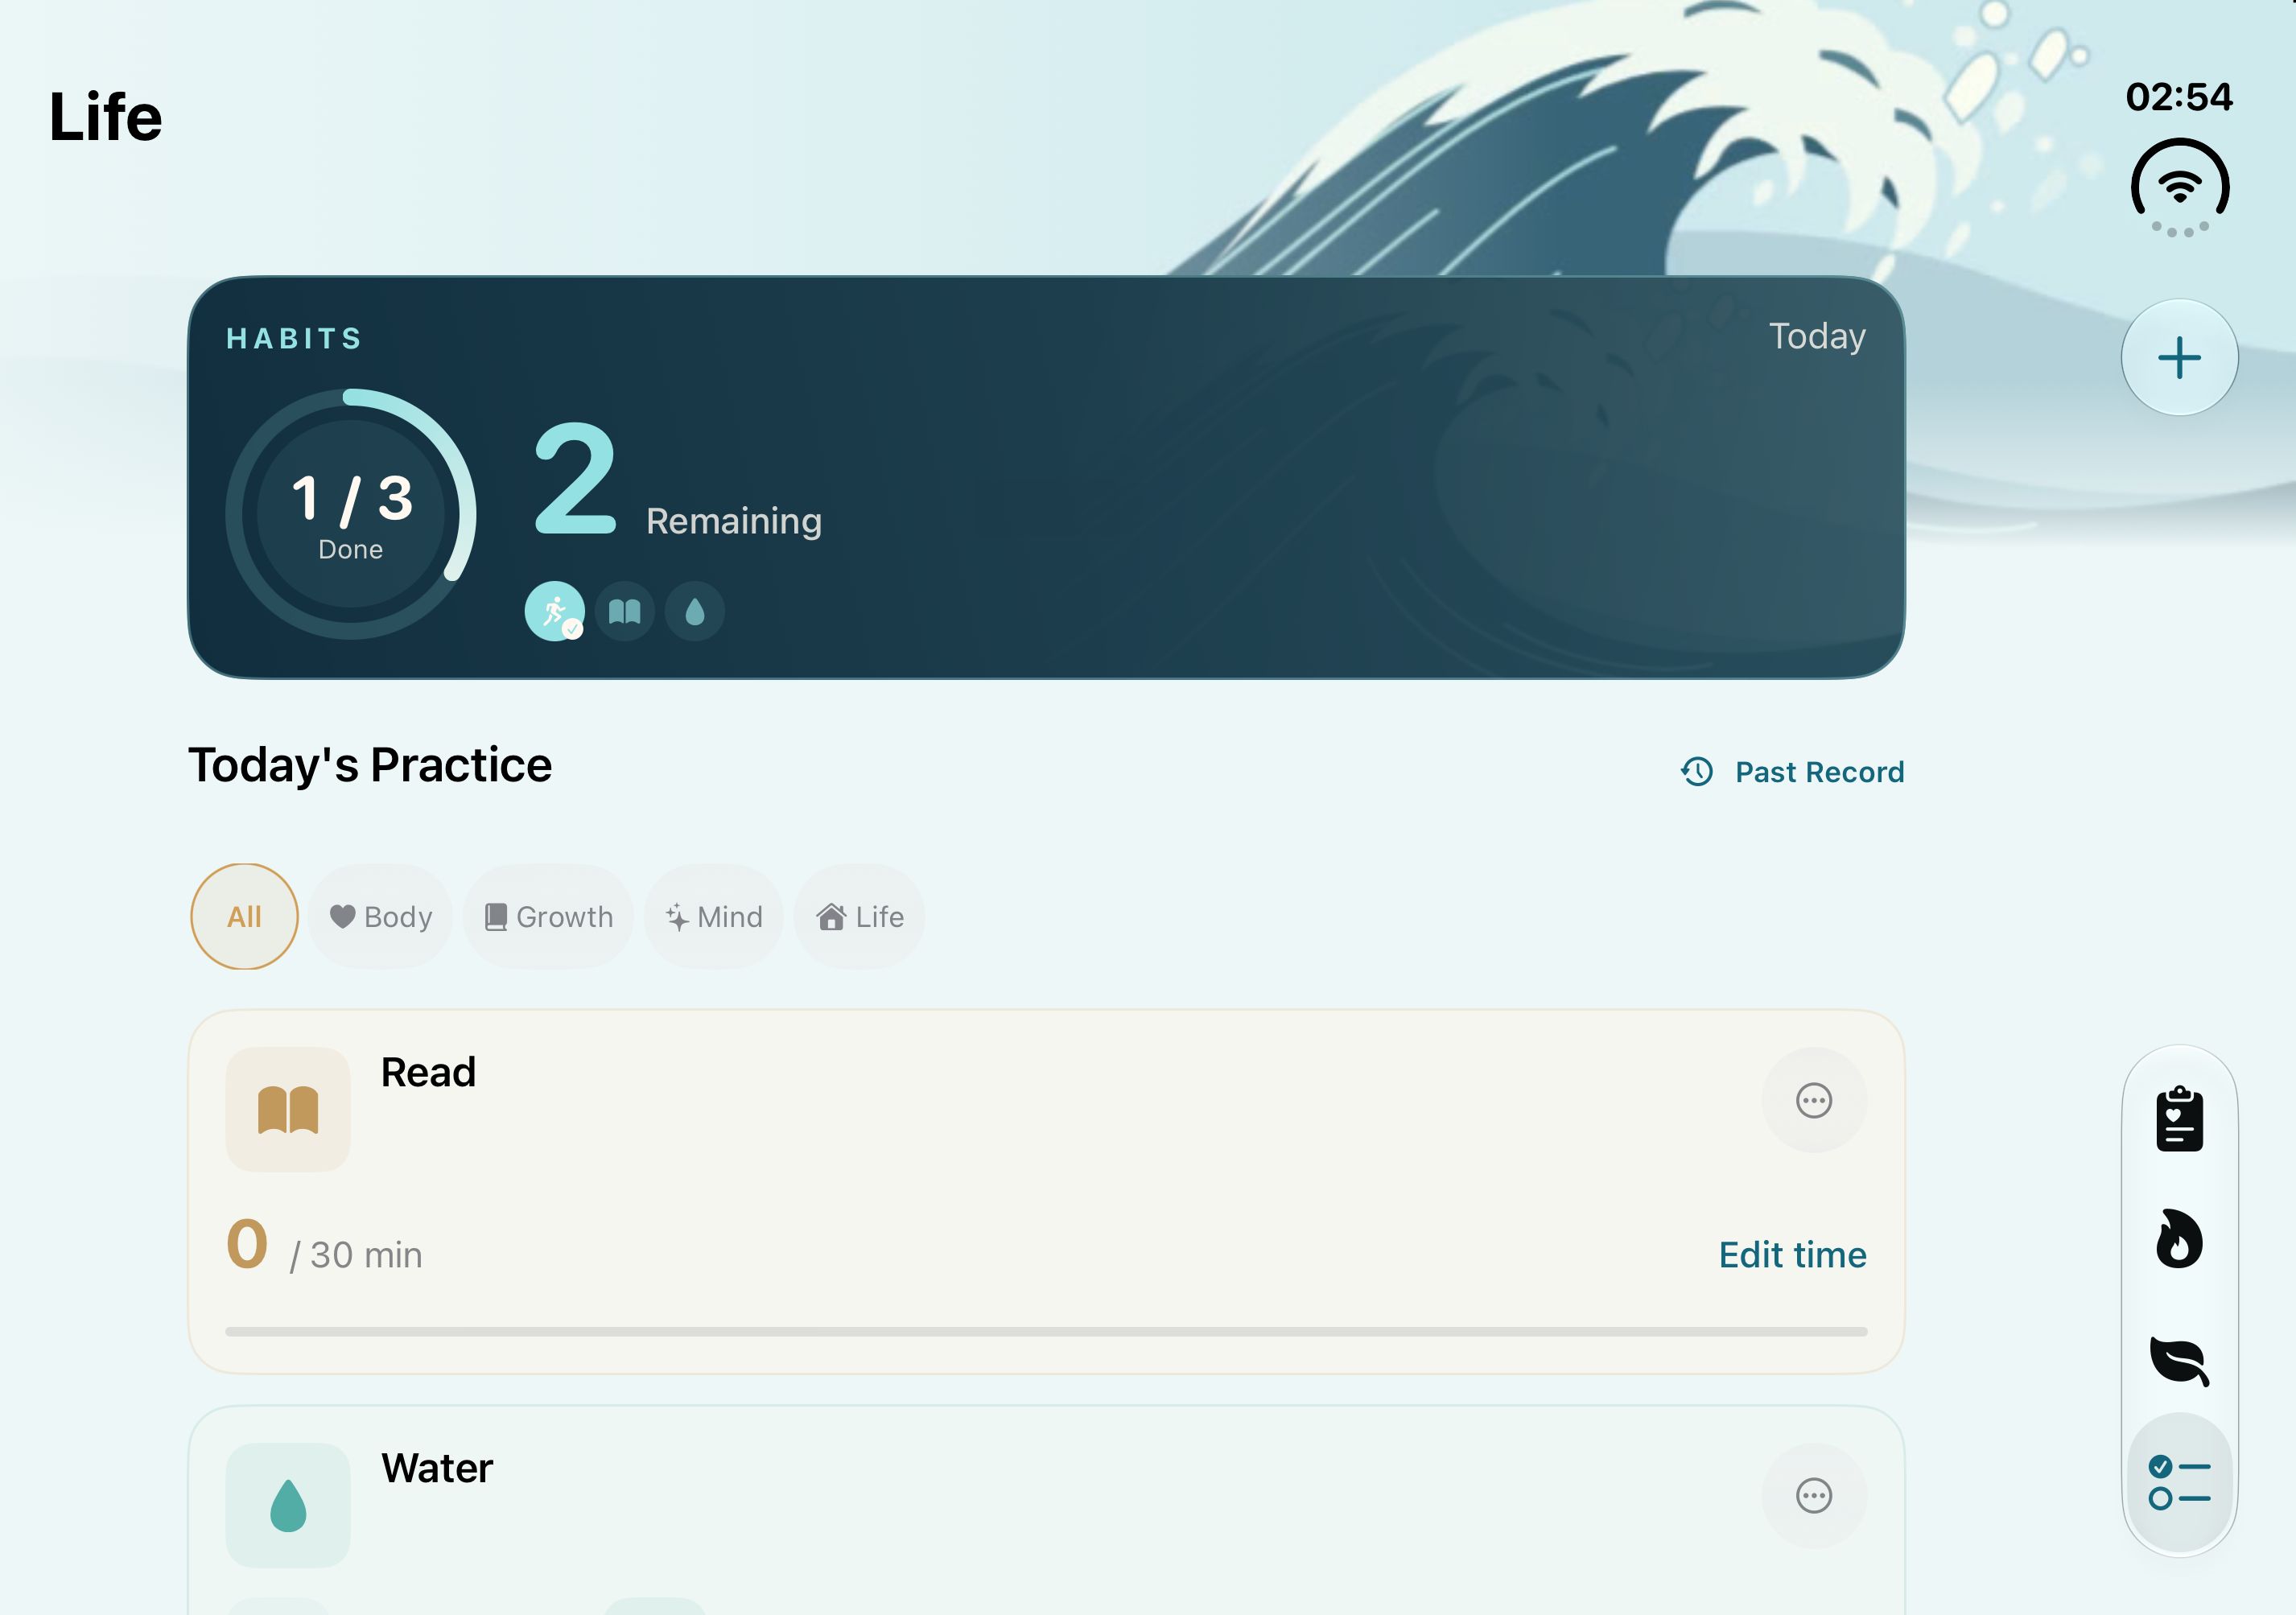 Life
02:54
HABITS
Today
1 / 3
Done
2 Remaining
Today's Practice
Past Record
All
Body
Growth
Mind
Life
Read
0 / 30 min
Edit time
Water